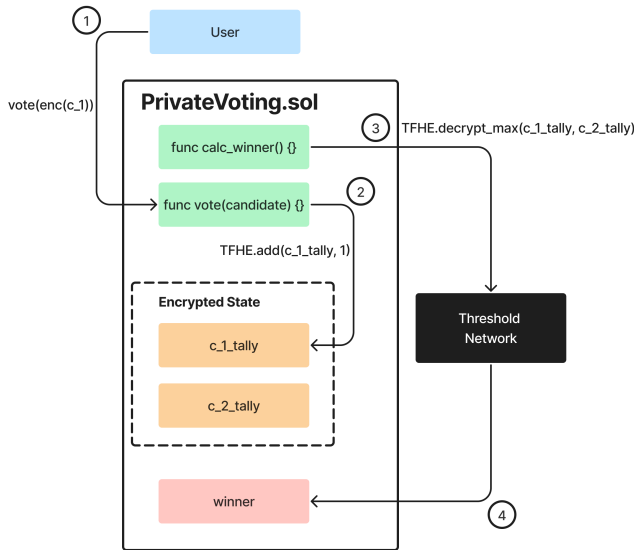 1
User
vote(enc(c_1))
PrivateVoting.sol
3
TFHE.decrypt_max(c_1_tally, c_2_tally)
func calc_winner() {}
2
func vote(candidate) {}
TFHE.add(c_1_tally, 1)
Encrypted State
Threshold
Network
c_1_tally
c_2_tally
winner
4